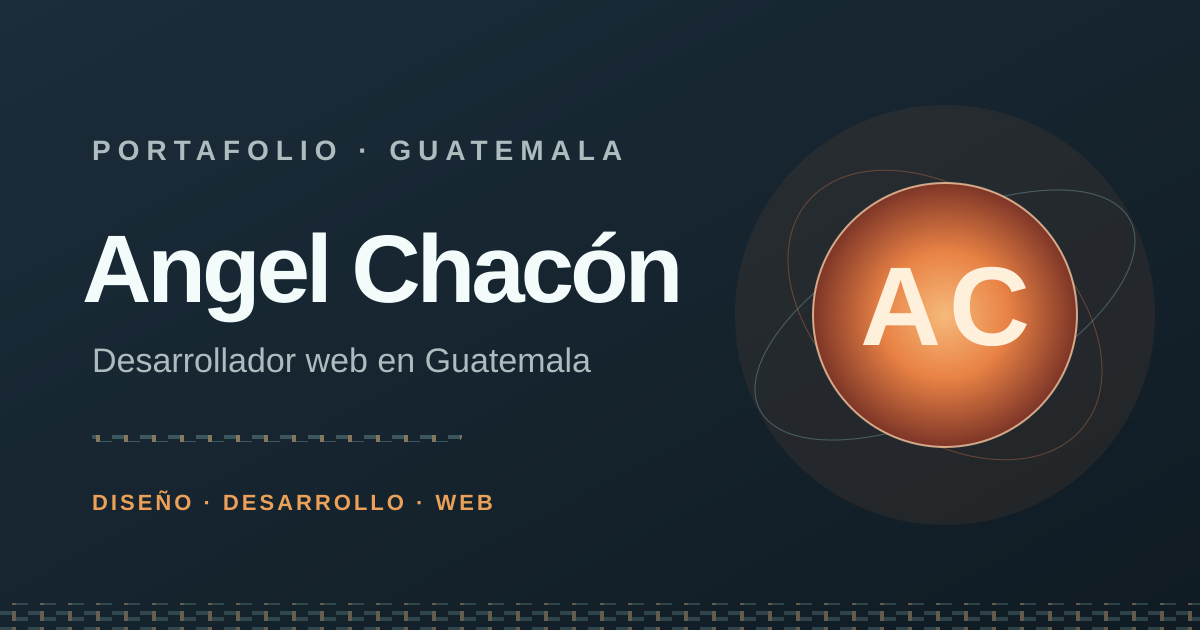 PORTAFOLIO · GUATEMALA
Angel Chacón
Desarrollador web en Guatemala
DISEÑO · DESARROLLO · WEB
AC